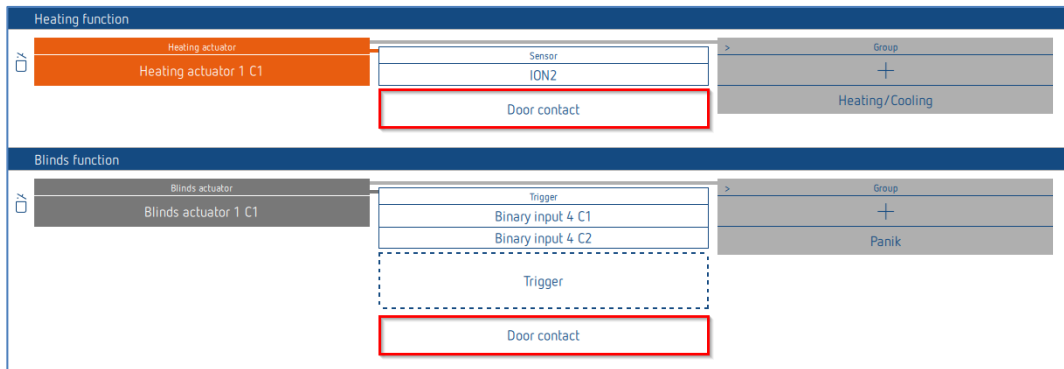 Heating function
Heating actuator
Heating actuator 1 C1
Sensor
ION2
Door contact
> Group
+
Heating/Cooling
Blinds function
Blinds actuator
Blinds actuator 1 C1
Trigger
Binary input 4 C1
Binary input 4 C2
Trigger
Door contact
> Group
+
Panik